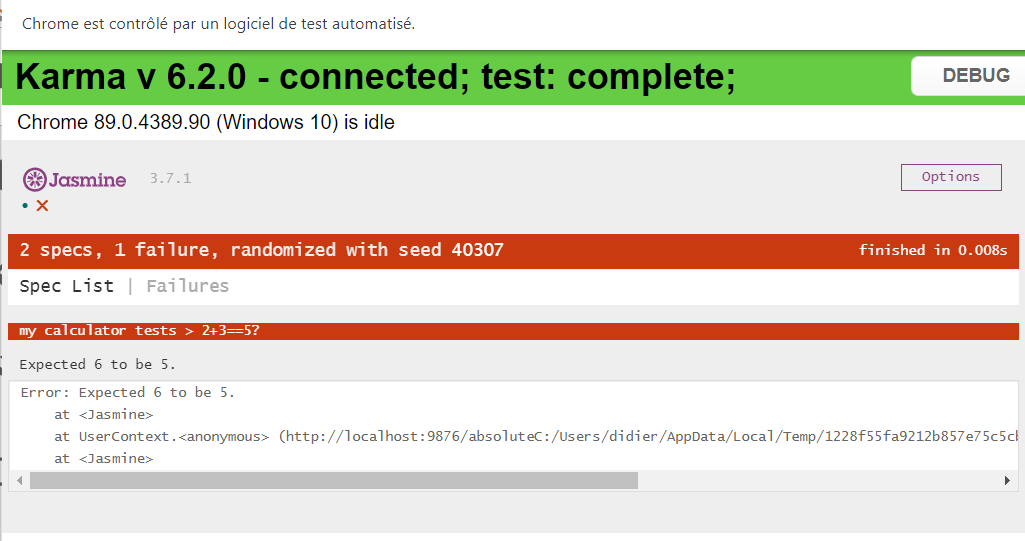 Chrome est contrôlé par un logiciel de test automatisé.
Karma v 6.2.0 - connected; test: complete;
DEBUG
Chrome 89.0.4389.90 (Windows 10) is idle
Jasmine 3.7.1
Options
2 specs, 1 failure, randomized with seed 40307
finished in 0.008s
Spec List | Failures
my calculator tests > 2+3==5?
Expected 6 to be 5.
Error: Expected 6 to be 5.
at <Jasmine>
at UserContext.<anonymous> (http://localhost:9876/absoluteC:/Users/didier/AppData/Local/Temp/1228f55fa9212b857e75c5cb
at <Jasmine>